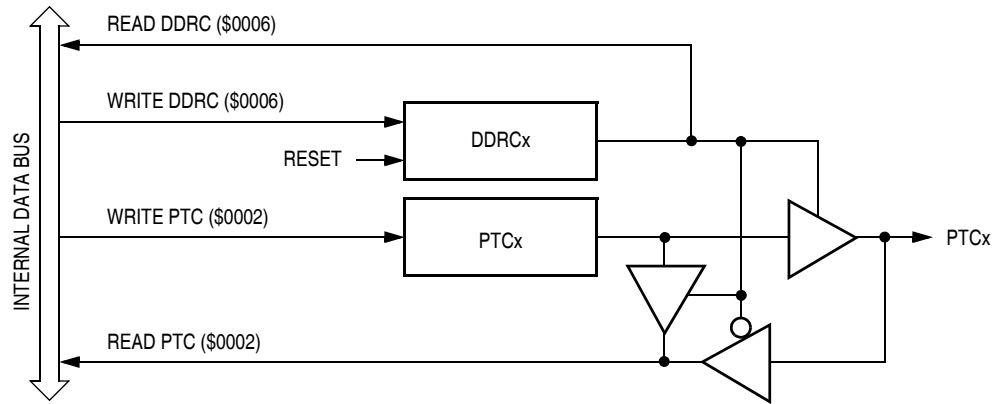 READ DDRC ($0006)
WRITE DDRC ($0006)
DDRCx
RESET
INTERNAL DATA BUS
WRITE PTC ($0002)
PTCx
PTCx
READ PTC ($0002)